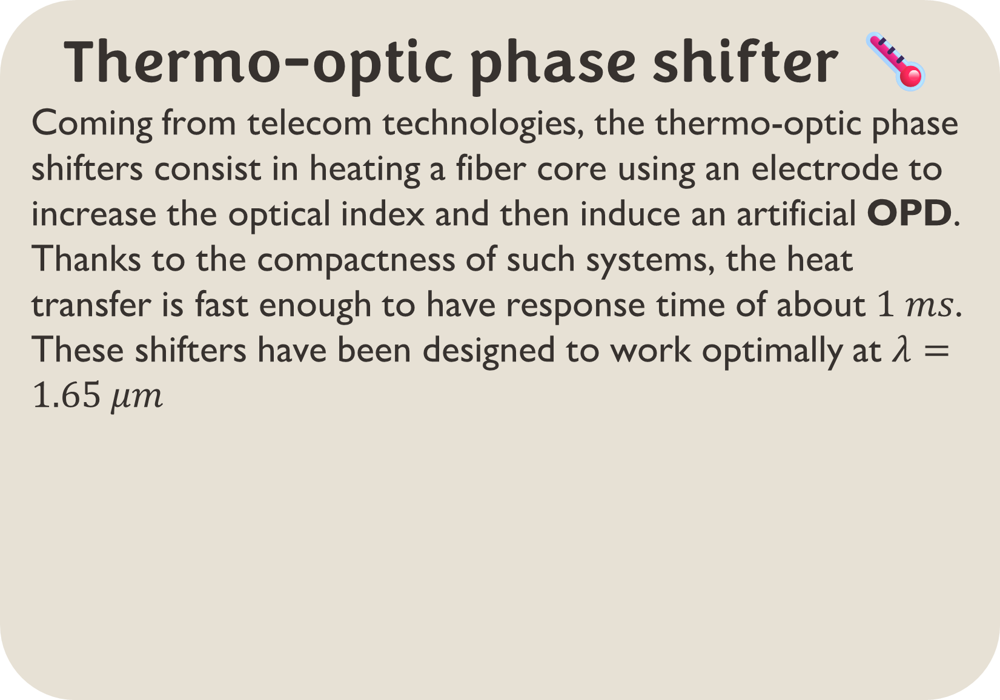 Thermo-optic phase shifter
Coming from telecom technologies, the thermo-optic phase
shifters consist in heating a fiber core using an electrode to
increase the optical index and then induce an artificial OPD.
Thanks to the compactness of such systems, the heat
transfer is fast enough to have response time of about 1 ms.
These shifters have been designed to work optimally at λ =
1.65 μm